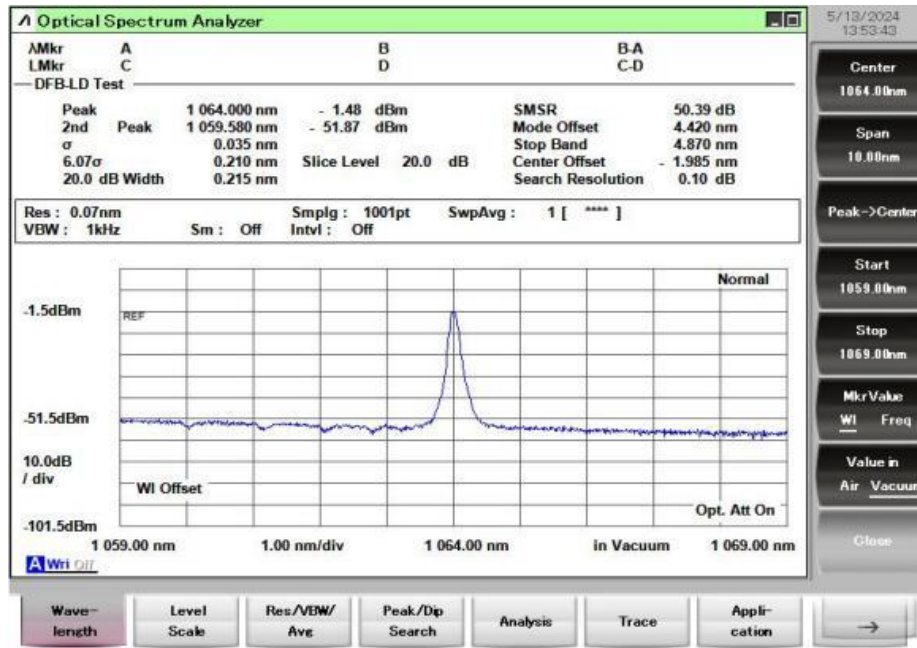 Optical Spectrum Analyzer
5/13/2024
13:53:43
λMkr A B B-A
LMkr C D C-D
DFB-LD Test
Peak 1 064.000 nm - 1.48 dBm SMSR 50.39 dB
2nd Peak 1 059.580 nm - 51.87 dBm Mode Offset 4.420 nm
σ 0.035 nm Stop Band 4.870 nm
6.07σ 0.210 nm Slice Level 20.0 dB Center Offset - 1.985 nm
20.0 dB Width 0.215 nm Search Resolution 0.10 dB
Res : 0.07nm Smplg : 1001pt SwpAvg : 1 [ **** ]
VBW : 1kHz Sm : Off Intvl : Off
Normal
-1.5dBm
REF
-51.5dBm
10.0dB
/ div
Wl Offset
Opt. Att On
-101.5dBm
1 059.00 nm 1.00 nm/div 1 064.00 nm in Vacuum 1 069.00 nm
A Wri Off
Center
1064.00nm
Span
10.00nm
Peak->Center
Start
1059.00nm
Stop
1069.00nm
Mkr Value
Wl Freq
Value in
Air Vacuum
Close
Wave-
length
Level
Scale
Res/VBW/
Avg
Peak/Dip
Search
Analysis
Trace
Appli-
cation
→